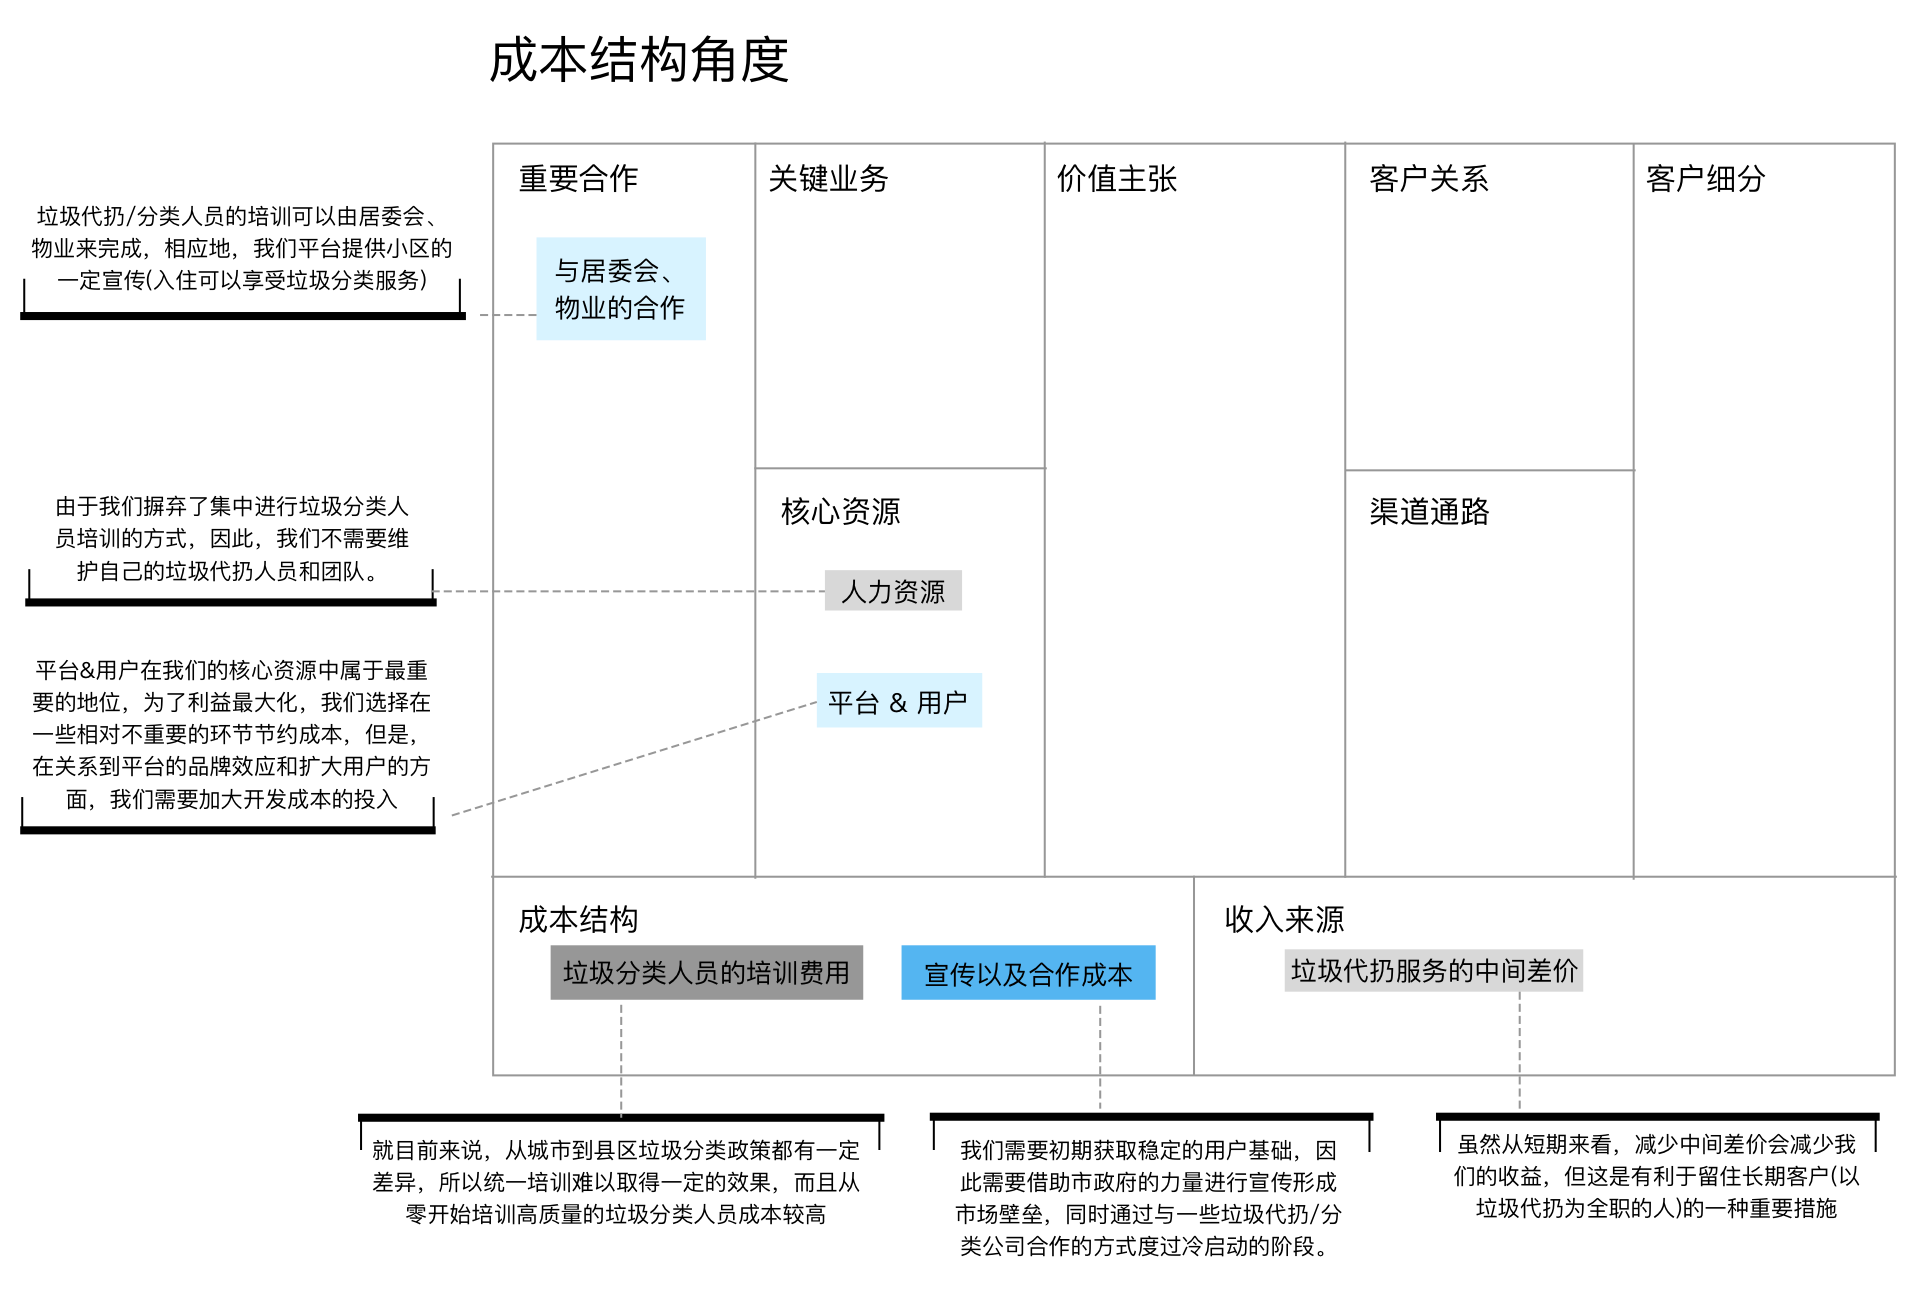 成本结构角度
重要合作
关键业务
价值主张
客户关系
客户细分
垃圾代扔/分类人员的培训可以由居委会、
物业来完成，相应地，我们平台提供小区的
一定宣传(入住可以享受垃圾分类服务)
与居委会、
物业的合作
由于我们摒弃了集中进行垃圾分类人
员培训的方式，因此，我们不需要维
护自己的垃圾代扔人员和团队。
核心资源
渠道通路
人力资源
平台&用户在我们的核心资源中属于最重
要的地位，为了利益最大化，我们选择在
一些相对不重要的环节节约成本，但是，
在关系到平台的品牌效应和扩大用户的方
面，我们需要加大开发成本的投入
平台 & 用户
成本结构
垃圾分类人员的培训费用
宣传以及合作成本
收入来源
垃圾代扔服务的中间差价
就目前来说，从城市到县区垃圾分类政策都有一定
差异，所以统一培训难以取得一定的效果，而且从
零开始培训高质量的垃圾分类人员成本较高
我们需要初期获取稳定的用户基础，因
此需要借助市政府的力量进行宣传形成
市场壁垒，同时通过与一些垃圾代扔/分
类公司合作的方式度过冷启动的阶段。
虽然从短期来看，减少中间差价会减少我
们的收益，但这是有利于留住长期客户(以
垃圾代扔为全职的人)的一种重要措施